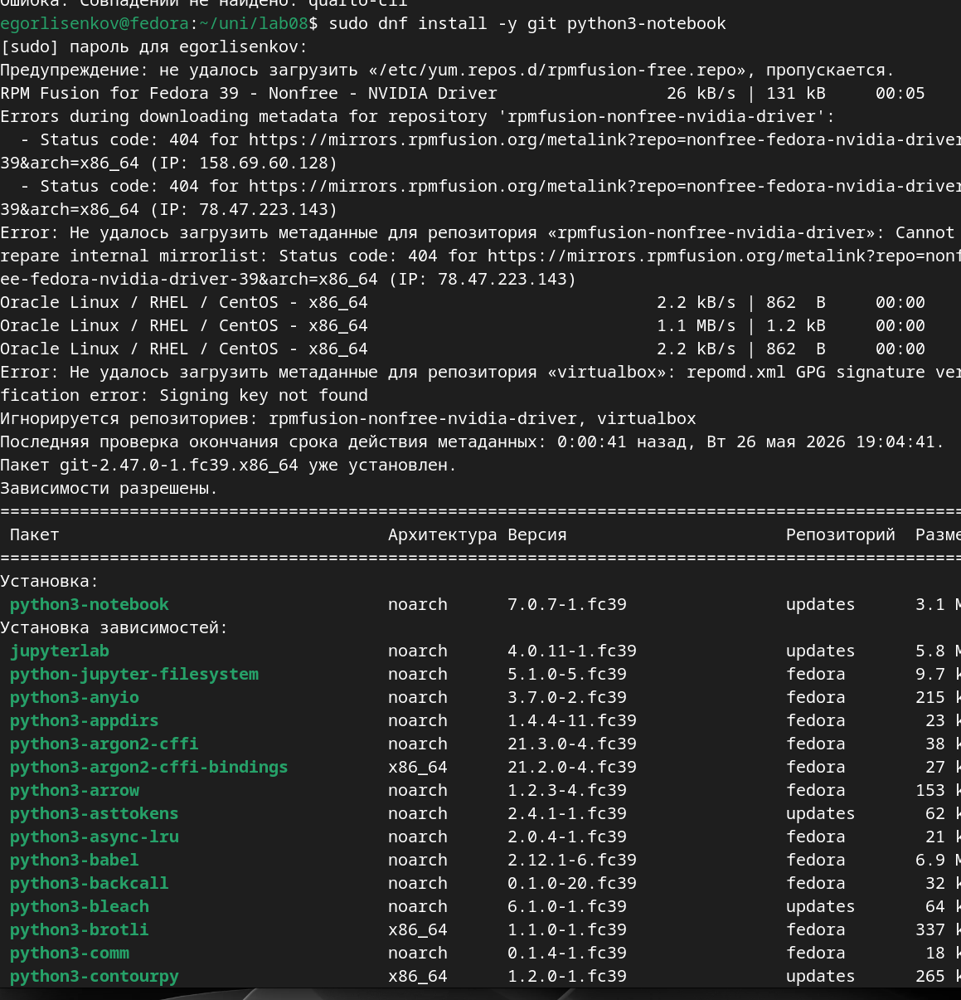 Ошибка: Совпадений не найдено: quarto-cli
egorlisenkov@fedora:~/uni/lab08$ sudo dnf install -y git python3-notebook
[sudo] пароль для egorlisenkov:
Предупреждение: не удалось загрузить «/etc/yum.repos.d/rpmfusion-free.repo», пропускается.
RPM Fusion for Fedora 39 - Nonfree - NVIDIA Driver 26 kB/s | 131 kB 00:05
Errors during downloading metadata for repository 'rpmfusion-nonfree-nvidia-driver':
- Status code: 404 for https://mirrors.rpmfusion.org/metalink?repo=nonfree-fedora-nvidia-driver
39&arch=x86_64 (IP: 158.69.60.128)
- Status code: 404 for https://mirrors.rpmfusion.org/metalink?repo=nonfree-fedora-nvidia-driver
39&arch=x86_64 (IP: 78.47.223.143)
Error: Не удалось загрузить метаданные для репозитория «rpmfusion-nonfree-nvidia-driver»: Cannot
repare internal mirrorlist: Status code: 404 for https://mirrors.rpmfusion.org/metalink?repo=nonf
ee-fedora-nvidia-driver-39&arch=x86_64 (IP: 78.47.223.143)
Oracle Linux / RHEL / CentOS - x86_64 2.2 kB/s | 862 B 00:00
Oracle Linux / RHEL / CentOS - x86_64 1.1 MB/s | 1.2 kB 00:00
Oracle Linux / RHEL / CentOS - x86_64 2.2 kB/s | 862 B 00:00
Error: Не удалось загрузить метаданные для репозитория «virtualbox»: repomd.xml GPG signature ver
fication error: Signing key not found
Игнорируется репозиториев: rpmfusion-nonfree-nvidia-driver, virtualbox
Последняя проверка окончания срока действия метаданных: 0:00:41 назад, Вт 26 мая 2026 19:04:41.
Пакет git-2.47.0-1.fc39.x86_64 уже установлен.
Зависимости разрешены.
=================================================================================================
Пакет Архитектура Версия Репозиторий Разме
=================================================================================================
Установка:
python3-notebook noarch 7.0.7-1.fc39 updates 3.1 M
Установка зависимостей:
jupyterlab noarch 4.0.11-1.fc39 updates 5.8 M
python-jupyter-filesystem noarch 5.1.0-5.fc39 fedora 9.7 k
python3-anyio noarch 3.7.0-2.fc39 fedora 215 k
python3-appdirs noarch 1.4.4-11.fc39 fedora 23 k
python3-argon2-cffi noarch 21.3.0-4.fc39 fedora 38 k
python3-argon2-cffi-bindings x86_64 21.2.0-4.fc39 fedora 27 k
python3-arrow noarch 1.2.3-4.fc39 fedora 153 k
python3-asttokens noarch 2.4.1-1.fc39 updates 62 k
python3-async-lru noarch 2.0.4-1.fc39 fedora 21 k
python3-babel noarch 2.12.1-6.fc39 fedora 6.9 M
python3-backcall noarch 0.1.0-20.fc39 fedora 32 k
python3-bleach noarch 6.1.0-1.fc39 updates 64 k
python3-brotli x86_64 1.1.0-1.fc39 fedora 337 k
python3-comm noarch 0.1.4-1.fc39 fedora 18 k
python3-contourpy x86_64 1.2.0-1.fc39 updates 265 k